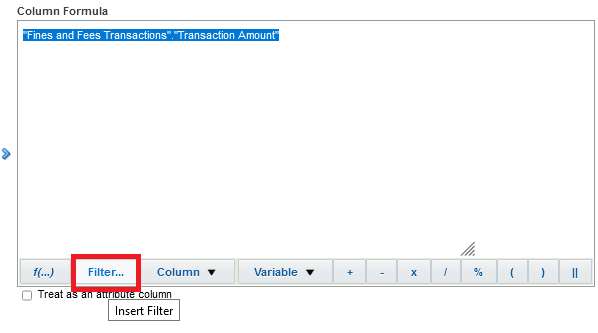 Column Formula
"Fines and Fees Transactions"."Transaction Amount"
f(...) Filter... Column Variable + - x / % ( ) ||
Treat as an attribute column
Insert Filter